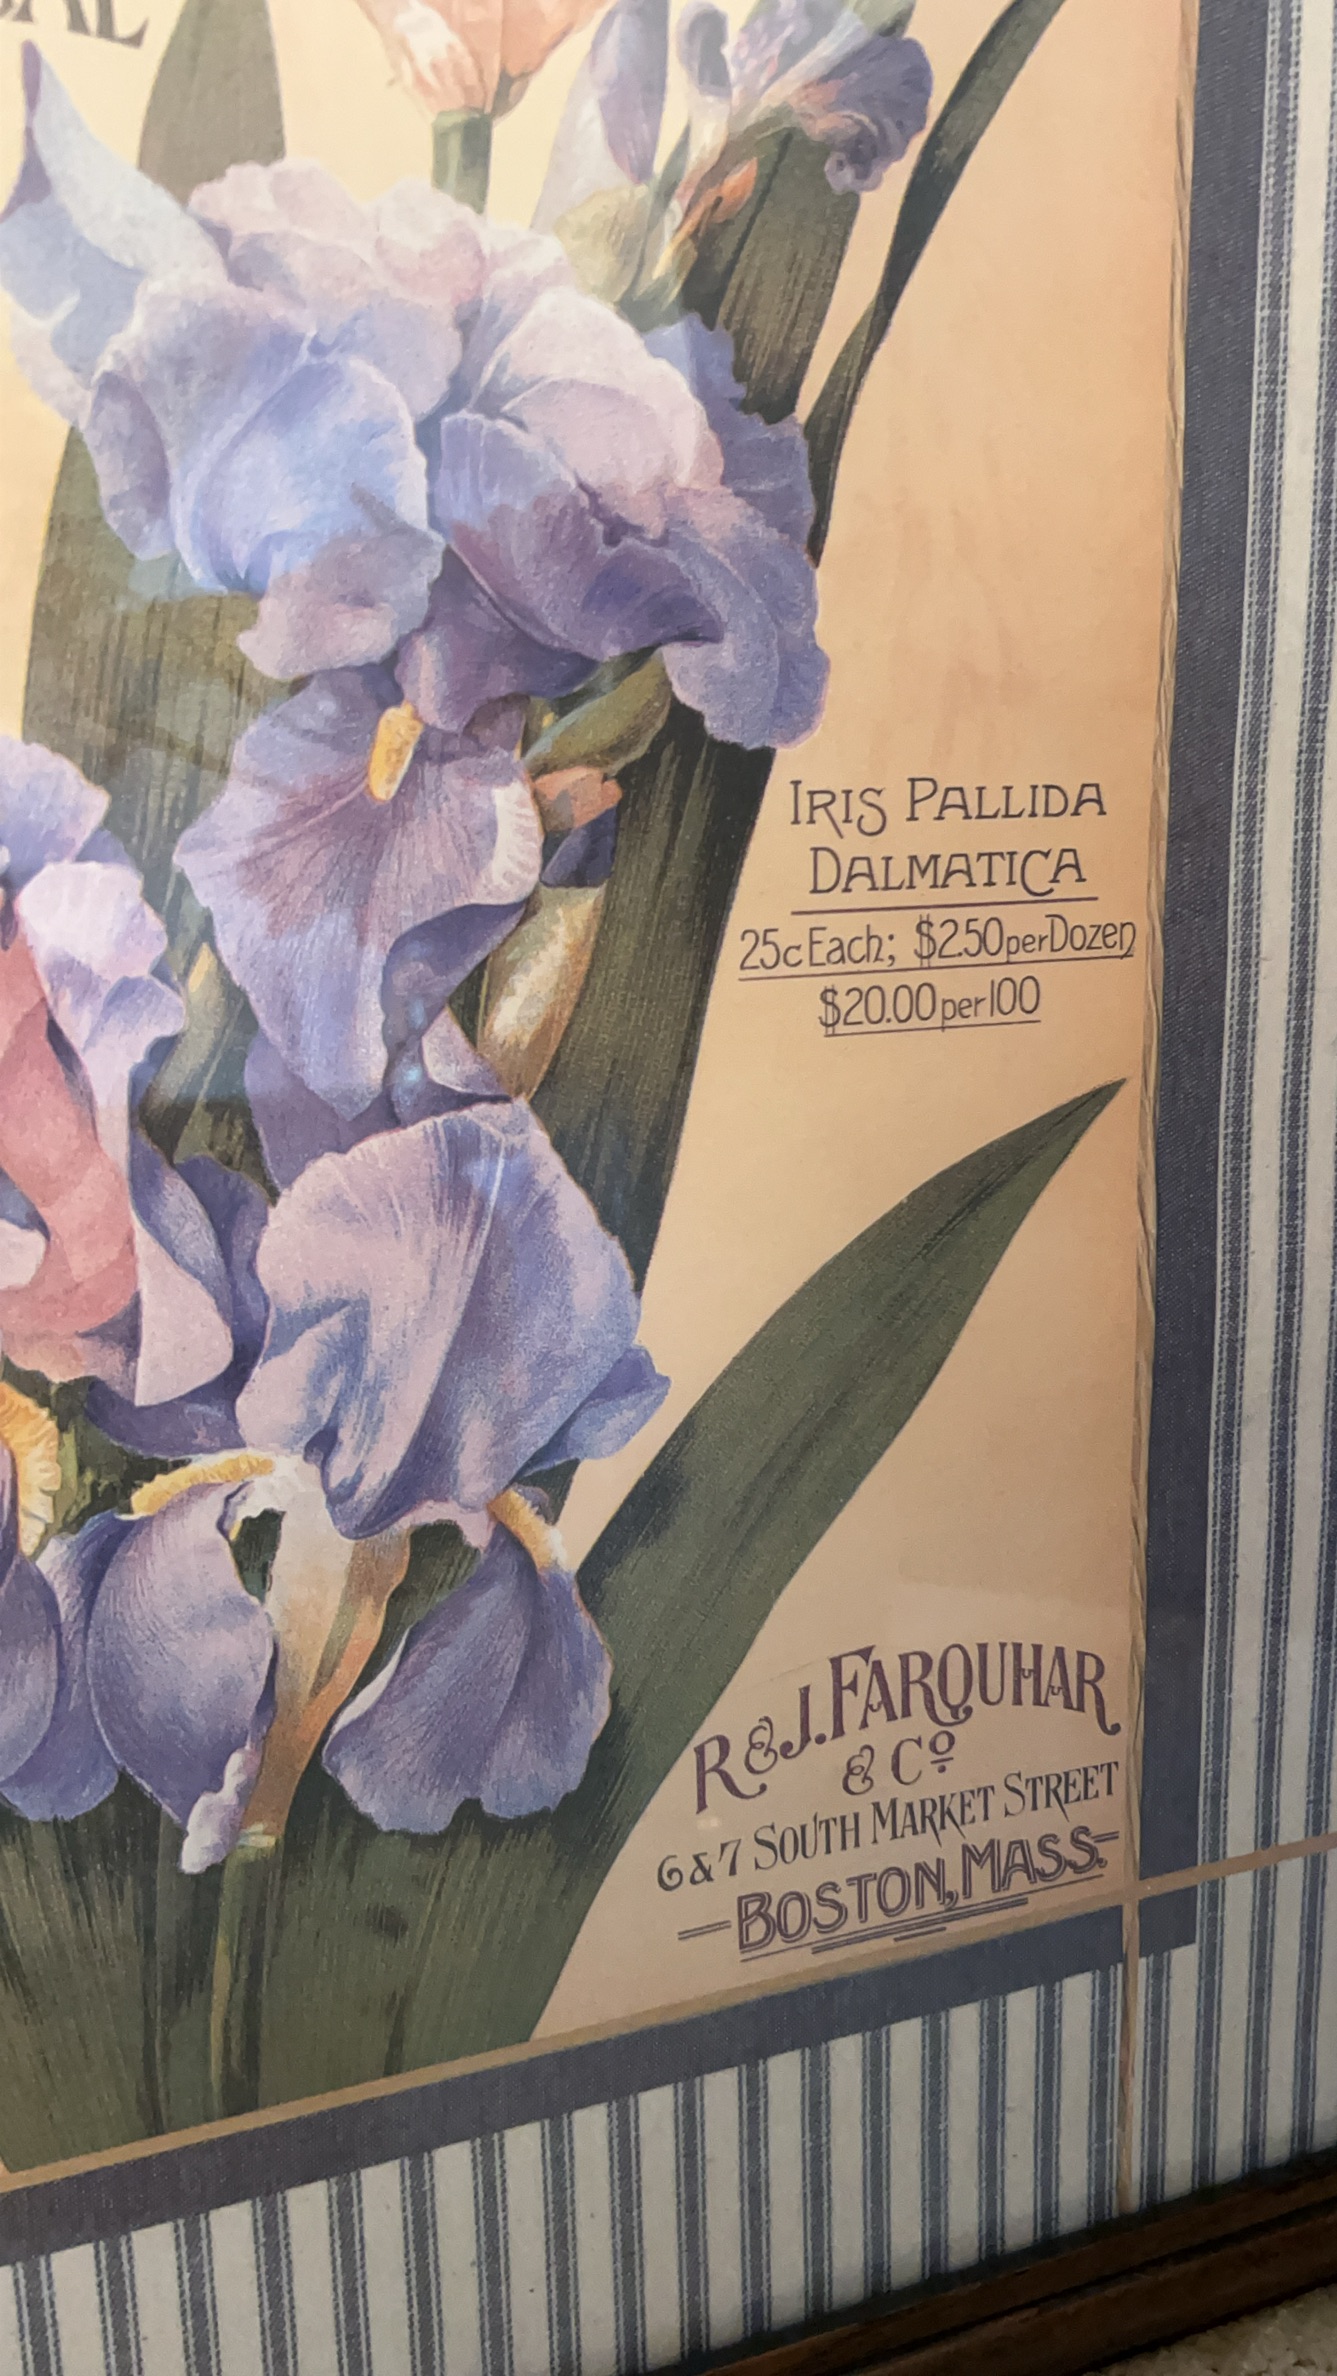 IRIS PALLIDA
DALMATICA
25c Each; $2.50 per Dozen
$20.00 per 100
R & J. FARQUHAR
& Co
6 & 7 SOUTH MARKET STREET
BOSTON, MASS.